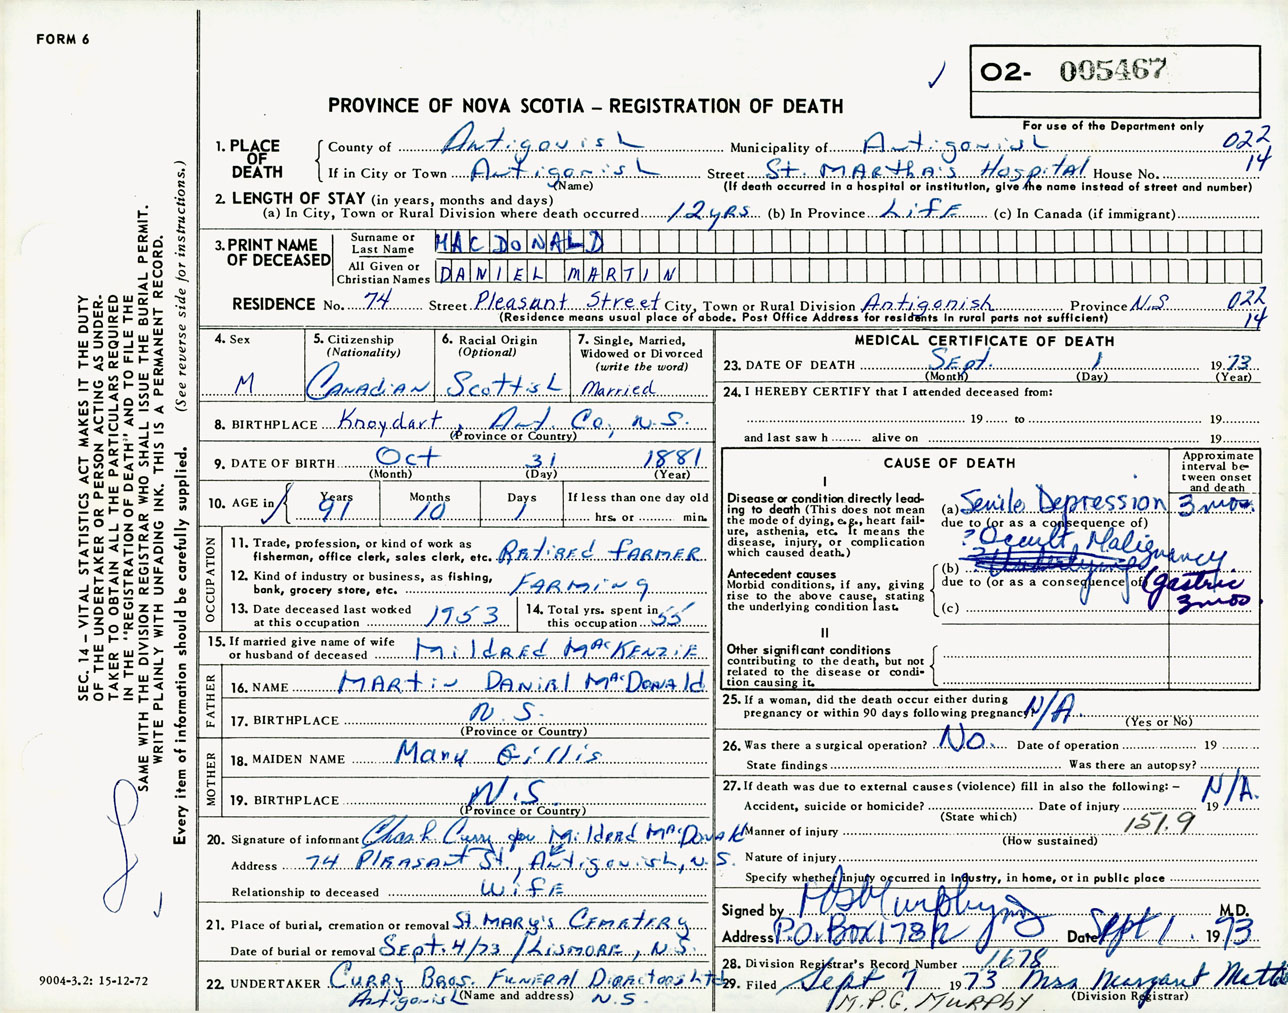 FORM 6
O2- 005467
PROVINCE OF NOVA SCOTIA – REGISTRATION OF DEATH
For use of the Department only
1. PLACE OF DEATH
County of Antigonish Municipality of Antigonish 022
If in City or Town Antigonish Street St. Martha's Hospital House No. 14
(Name) (If death occurred in a hospital or institution, give the name instead of street and number)
2. LENGTH OF STAY (in years, months and days)
(a) In City, Town or Rural Division where death occurred 12 yrs (b) In Province Life (c) In Canada (if immigrant)
3. PRINT NAME OF DECEASED
Surname or Last Name MACDONALD
All Given or Christian Names DANIEL MARTIN
RESIDENCE No. 74 Street Pleasant Street City, Town or Rural Division Antigonish Province N.S 022
(Residence means usual place of abode. Post Office Address for residents in rural parts not sufficient) 14
4. Sex
M
5. Citizenship
(Nationality)
Canadian
6. Racial Origin
(Optional)
Scottish
7. Single, Married,
Widowed or Divorced
(write the word)
Married
8. BIRTHPLACE Knoydart, Ant. Co, N.S.
(Province or Country)
9. DATE OF BIRTH Oct 31 1881
(Month) (Day) (Year)
10. AGE in
Years Months Days If less than one day old
91 10 1 hrs. or min.
OCCUPATION
11. Trade, profession, or kind of work as
fisherman, office clerk, sales clerk, etc. Retired Farmer
12. Kind of industry or business, as fishing,
bank, grocery store, etc. Farming
13. Date deceased last worked
at this occupation 1953
14. Total yrs. spent in
this occupation 55
15. If married give name of wife
or husband of deceased Mildred MacKenzie
FATHER
16. NAME Martin Daniel MacDonald
17. BIRTHPLACE N.S.
(Province or Country)
MOTHER
18. MAIDEN NAME Mary Gillis
19. BIRTHPLACE N.S.
(Province or Country)
20. Signature of informant Chas R. Curry for Mildred MacDonald
Address 74 Pleasant St., Antigonish, N.S.
Relationship to deceased Wife
21. Place of burial, cremation or removal St. Mary's Cemetery
Date of burial or removal Sept. 4/73 / Lismore, N.S.
22. UNDERTAKER Curry Bros. Funeral Directors Ltd
(Name and address)
Antigonish N.S.
MEDICAL CERTIFICATE OF DEATH
23. DATE OF DEATH Sept. 1 1973
(Month) (Day) (Year)
24. I HEREBY CERTIFY that I attended deceased from:
19 to 19
and last saw h alive on 19
CAUSE OF DEATH
Approximate
interval be-
tween onset
and death
I
Disease or condition directly lead-
ing to death (This does not mean
the mode of dying, e.g., heart fail-
ure, asthenia, etc. It means the
disease, injury, or complication
which caused death.)
(a) Senile Depression 3 mos.
due to (or as a consequence of)
? Occult Malignancy
Antecedent causes
Morbid conditions, if any, giving
rise to the above cause, stating
the underlying condition last.
(b)
due to (or as a consequence of) (gastric
(c) 3 mos
II
Other significant conditions
contributing to the death, but not
related to the disease or condi-
tion causing it.
25. If a woman, did the death occur either during
pregnancy or within 90 days following pregnancy N/A
(Yes or No)
26. Was there a surgical operation? No. Date of operation 19
State findings Was there an autopsy?
27. If death was due to external causes (violence) fill in also the following: – N/A.
Accident, suicide or homicide? Date of injury 19
(State which) 151.9
Manner of injury
(How sustained)
Nature of injury
Specify whether injury occurred in Industry, in home, or in public place
Signed by Murphy M.D.
Address P.O. Box 178 Date Sept 1. 1973
28. Division Registrar's Record Number 1678
29. Filed Sept 7 1973 Mrs Margaret
(Division Registrar)
M.P.G. MURPHY
SEC. 14 – VITAL STATISTICS ACT MAKES IT THE DUTY
OF THE UNDERTAKER OR PERSON ACTING AS UNDER-
TAKER TO OBTAIN ALL THE PARTICULARS REQUIRED
IN THE "REGISTRATION OF DEATH" AND TO FILE THE
SAME WITH THE DIVISION REGISTRAR WHO SHALL ISSUE THE BURIAL PERMIT.
WRITE PLAINLY WITH UNFADING INK. THIS IS A PERMANENT RECORD.
Every item of information should be carefully supplied. (See reverse side for instructions.)
9004-3.2: 15-12-72